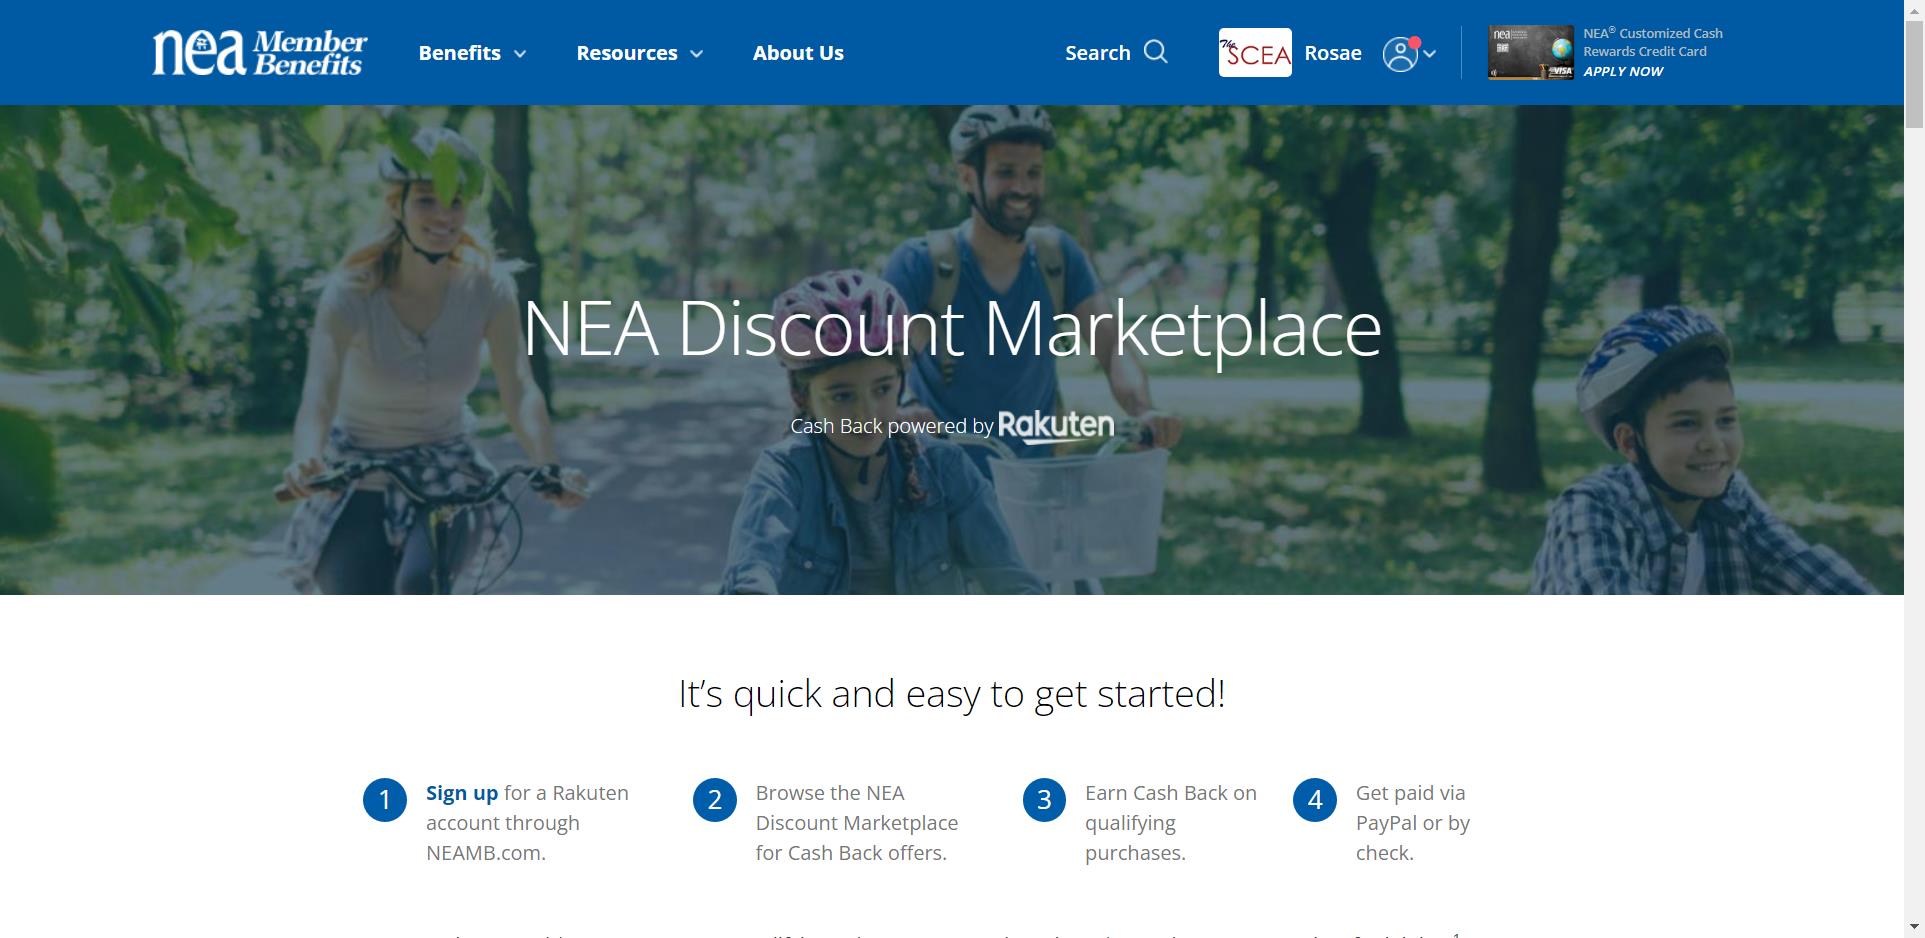 nea Member Benefits
Benefits
Resources
About Us
Search
The SCEA
Rosae
nea
VISA
NEA® Customized Cash
Rewards Credit Card
APPLY NOW
NEA Discount Marketplace
Cash Back powered by Rakuten
It’s quick and easy to get started!
1
Sign up for a Rakuten
account through
NEAMB.com.
2
Browse the NEA
Discount Marketplace
for Cash Back offers.
3
Earn Cash Back on
qualifying
purchases.
4
Get paid via
PayPal or by
check.